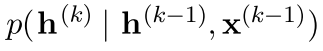 p(𝐡^{(k)} | 𝐡^{(k−1)}, 𝐱^{(k−1)})